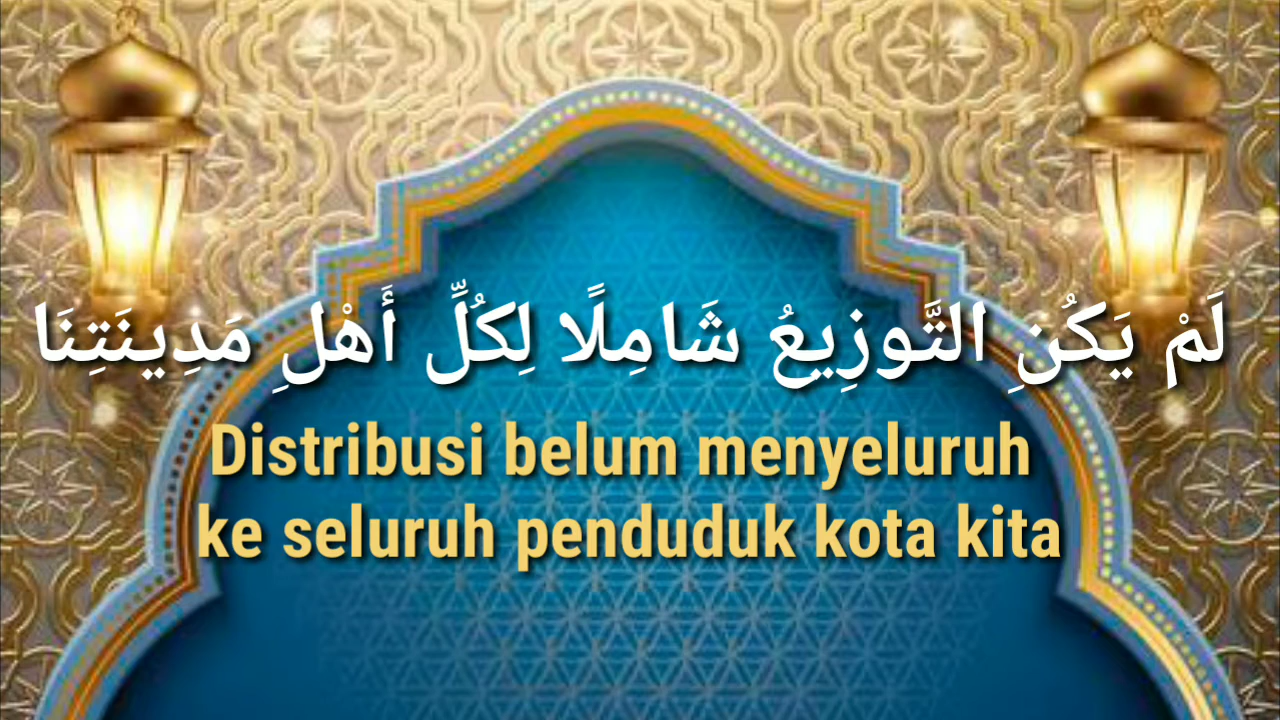 لَمْ يَكُنِ التَّوزِيعُ شَامِلًا لِكُلِّ أَهْلِ مَدِينَتِنَا
Distribusi belum menyeluruh
ke seluruh penduduk kota kita